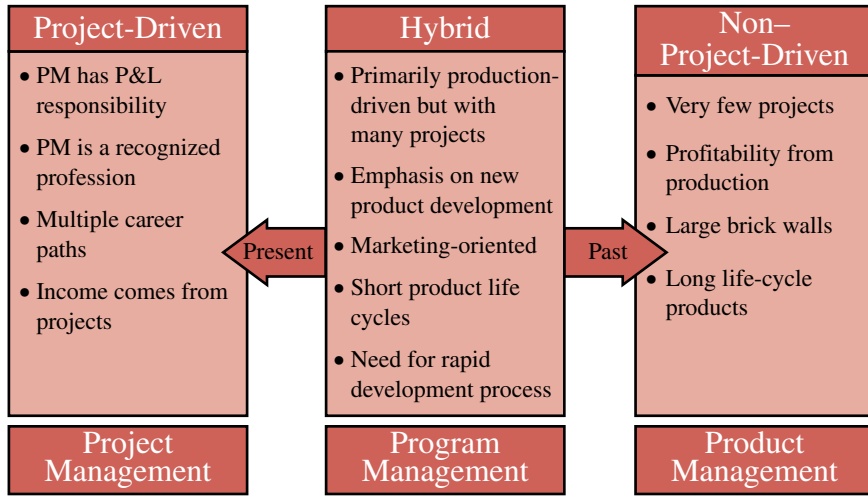 Project-Driven
• PM has P&L
responsibility
• PM is a recognized
profession
• Multiple career
paths
• Income comes from
projects
Project
Management
Present
Hybrid
• Primarily production-
driven but with
many projects
• Emphasis on new
product development
• Marketing-oriented
• Short product life
cycles
• Need for rapid
development process
Program
Management
Past
Non–
Project-Driven
• Very few projects
• Profitability from
production
• Large brick walls
• Long life-cycle
products
Product
Management